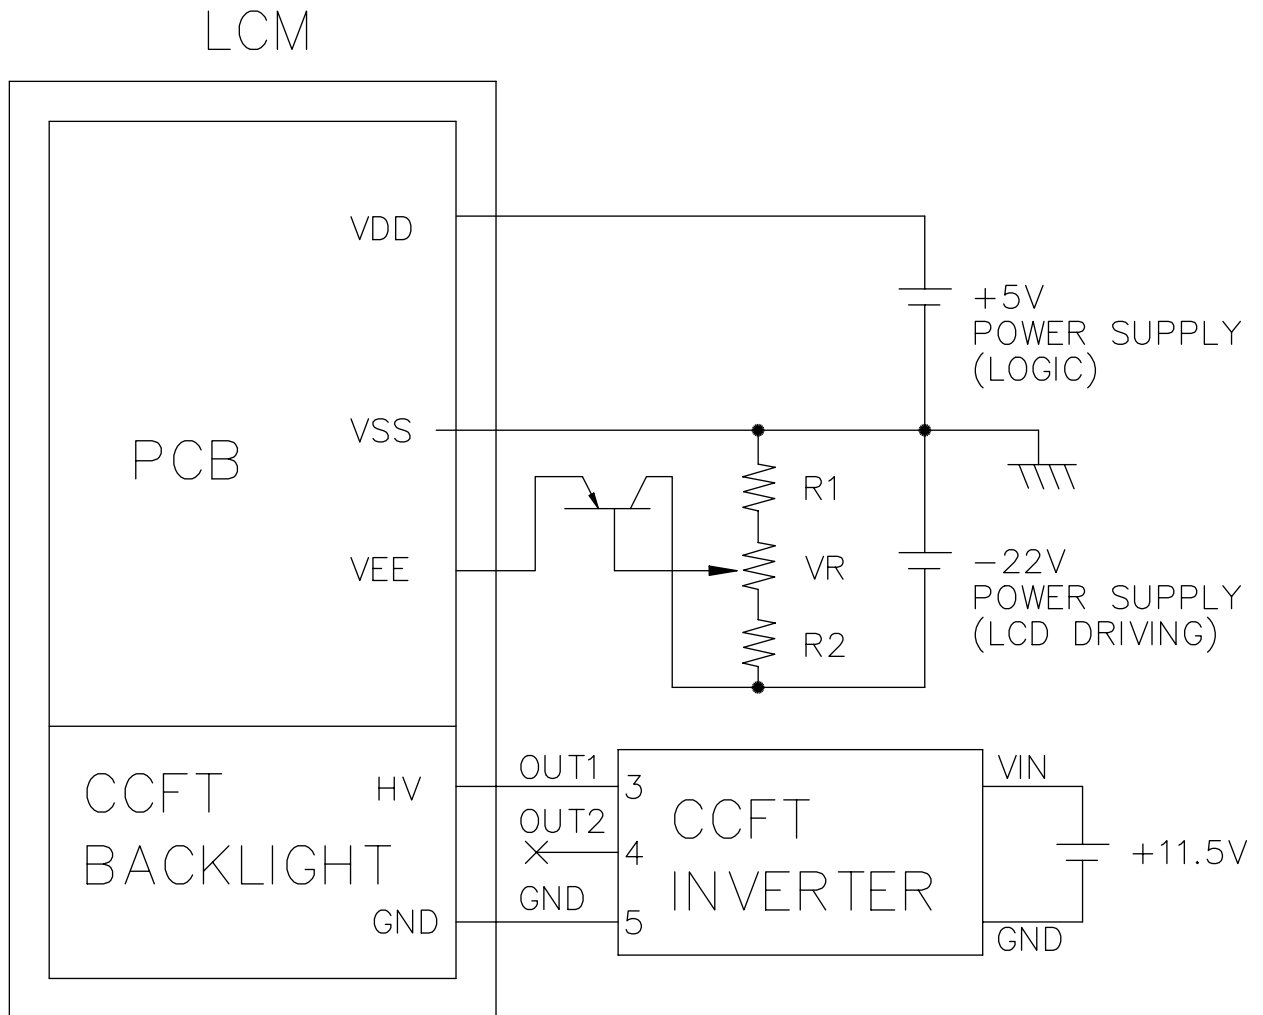 LCM
VDD
+5V
POWER SUPPLY
(LOGIC)
VSS
PCB
R1
VEE
VR
-22V
POWER SUPPLY
(LCD DRIVING)
R2
CCFT
BACKLIGHT
HV
GND
OUT1
OUT2
GND
3
4
5
CCFT
INVERTER
VIN
+11.5V
GND